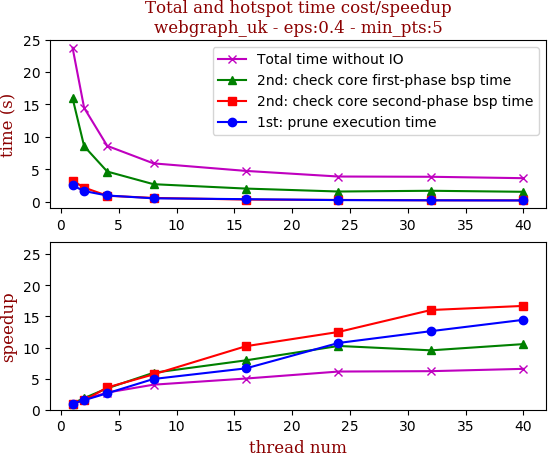 Total and hotspot time cost/speedup
webgraph_uk - eps:0.4 - min_pts:5
25
20
15
10
5
0
time (s)
Total time without IO
2nd: check core first-phase bsp time
2nd: check core second-phase bsp time
1st: prune execution time
0 5 10 15 20 25 30 35 40
25
20
15
10
5
0
speedup
0 5 10 15 20 25 30 35 40
thread num